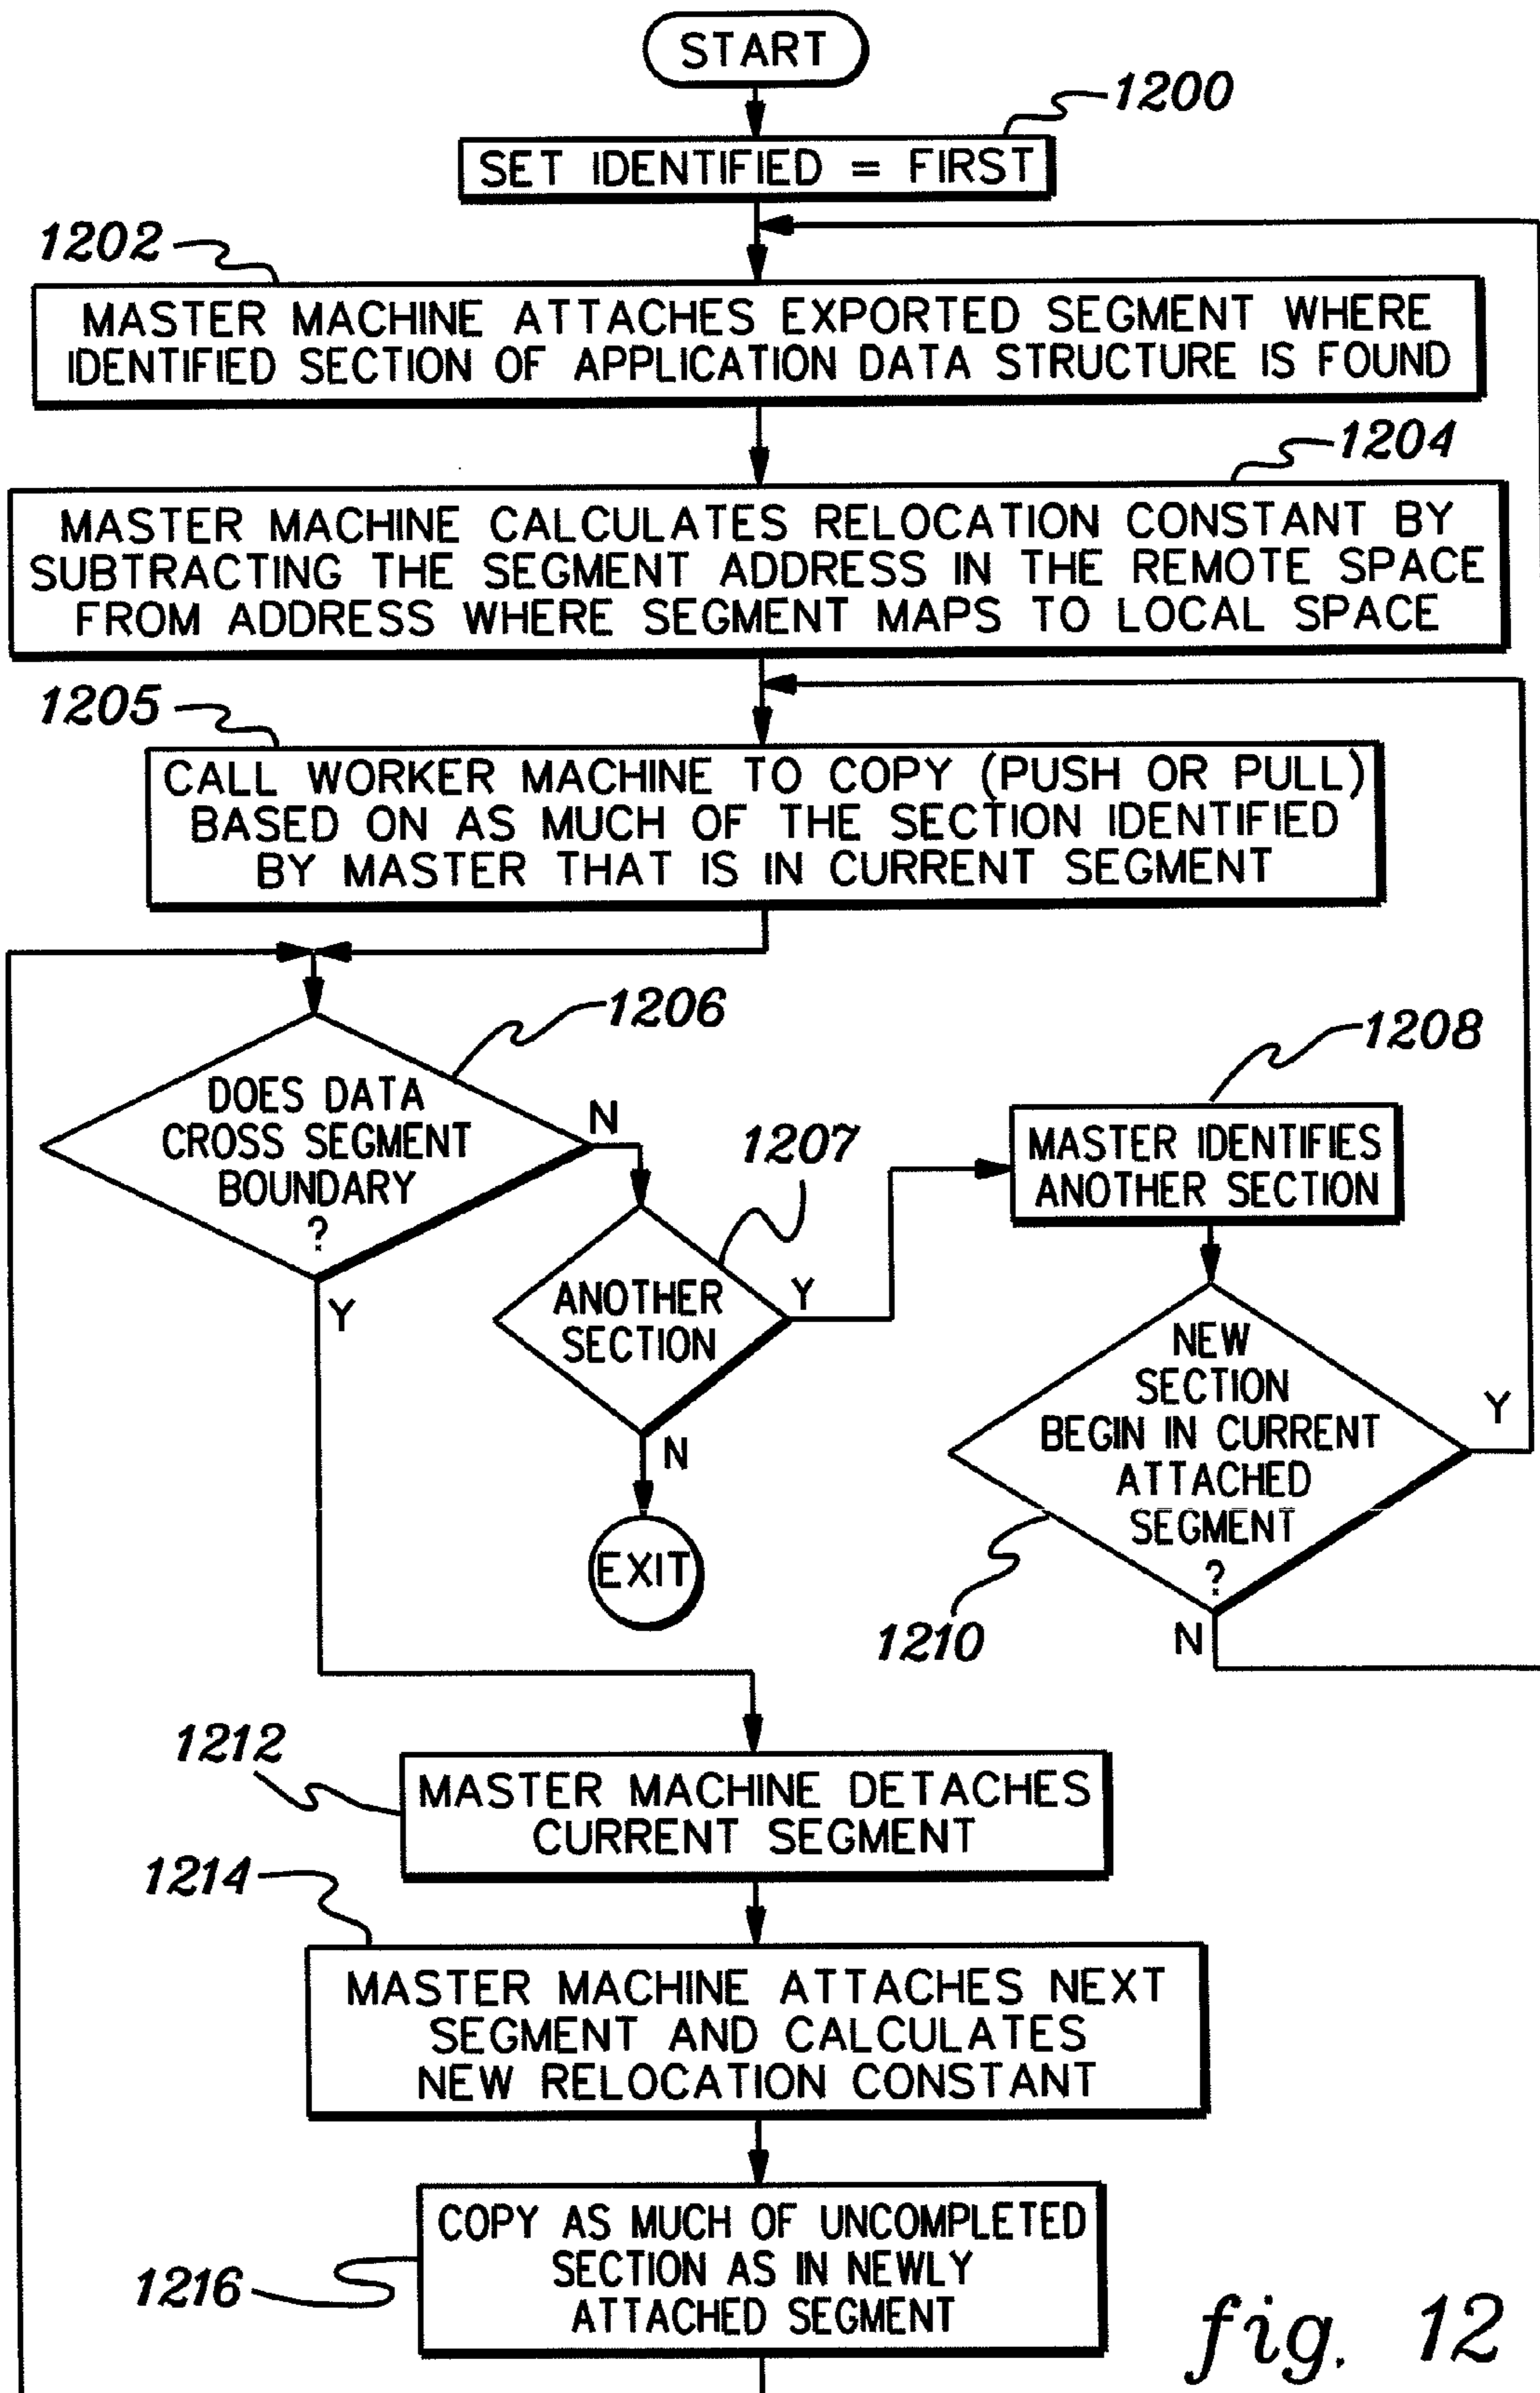 START
1200
SET IDENTIFIED = FIRST
1202
MASTER MACHINE ATTACHES EXPORTED SEGMENT WHERE
IDENTIFIED SECTION OF APPLICATION DATA STRUCTURE IS FOUND
1204
MASTER MACHINE CALCULATES RELOCATION CONSTANT BY
SUBTRACTING THE SEGMENT ADDRESS IN THE REMOTE SPACE
FROM ADDRESS WHERE SEGMENT MAPS TO LOCAL SPACE
1205
CALL WORKER MACHINE TO COPY (PUSH OR PULL)
BASED ON AS MUCH OF THE SECTION IDENTIFIED
BY MASTER THAT IS IN CURRENT SEGMENT
1206
DOES DATA
CROSS SEGMENT
BOUNDARY
?
N
Y
1207
ANOTHER
SECTION
Y
N
EXIT
1208
MASTER IDENTIFIES
ANOTHER SECTION
NEW
SECTION
BEGIN IN CURRENT
ATTACHED
SEGMENT
?
Y
N
1210
1212
MASTER MACHINE DETACHES
CURRENT SEGMENT
1214
MASTER MACHINE ATTACHES NEXT
SEGMENT AND CALCULATES
NEW RELOCATION CONSTANT
1216
COPY AS MUCH OF UNCOMPLETED
SECTION AS IN NEWLY
ATTACHED SEGMENT
fig. 12